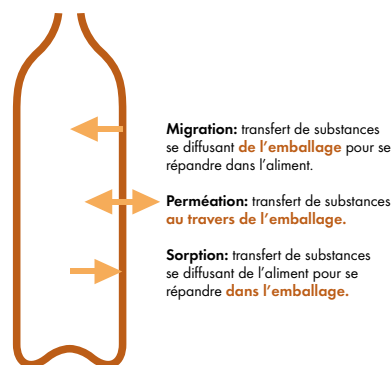 Migration: transfert de substances
se diffusant de l'emballage pour se
répandre dans l'aliment.
Perméation: transfert de substances
au travers de l'emballage.
Sorption: transfert de substances
se diffusant de l'aliment pour se
répandre dans l'emballage.